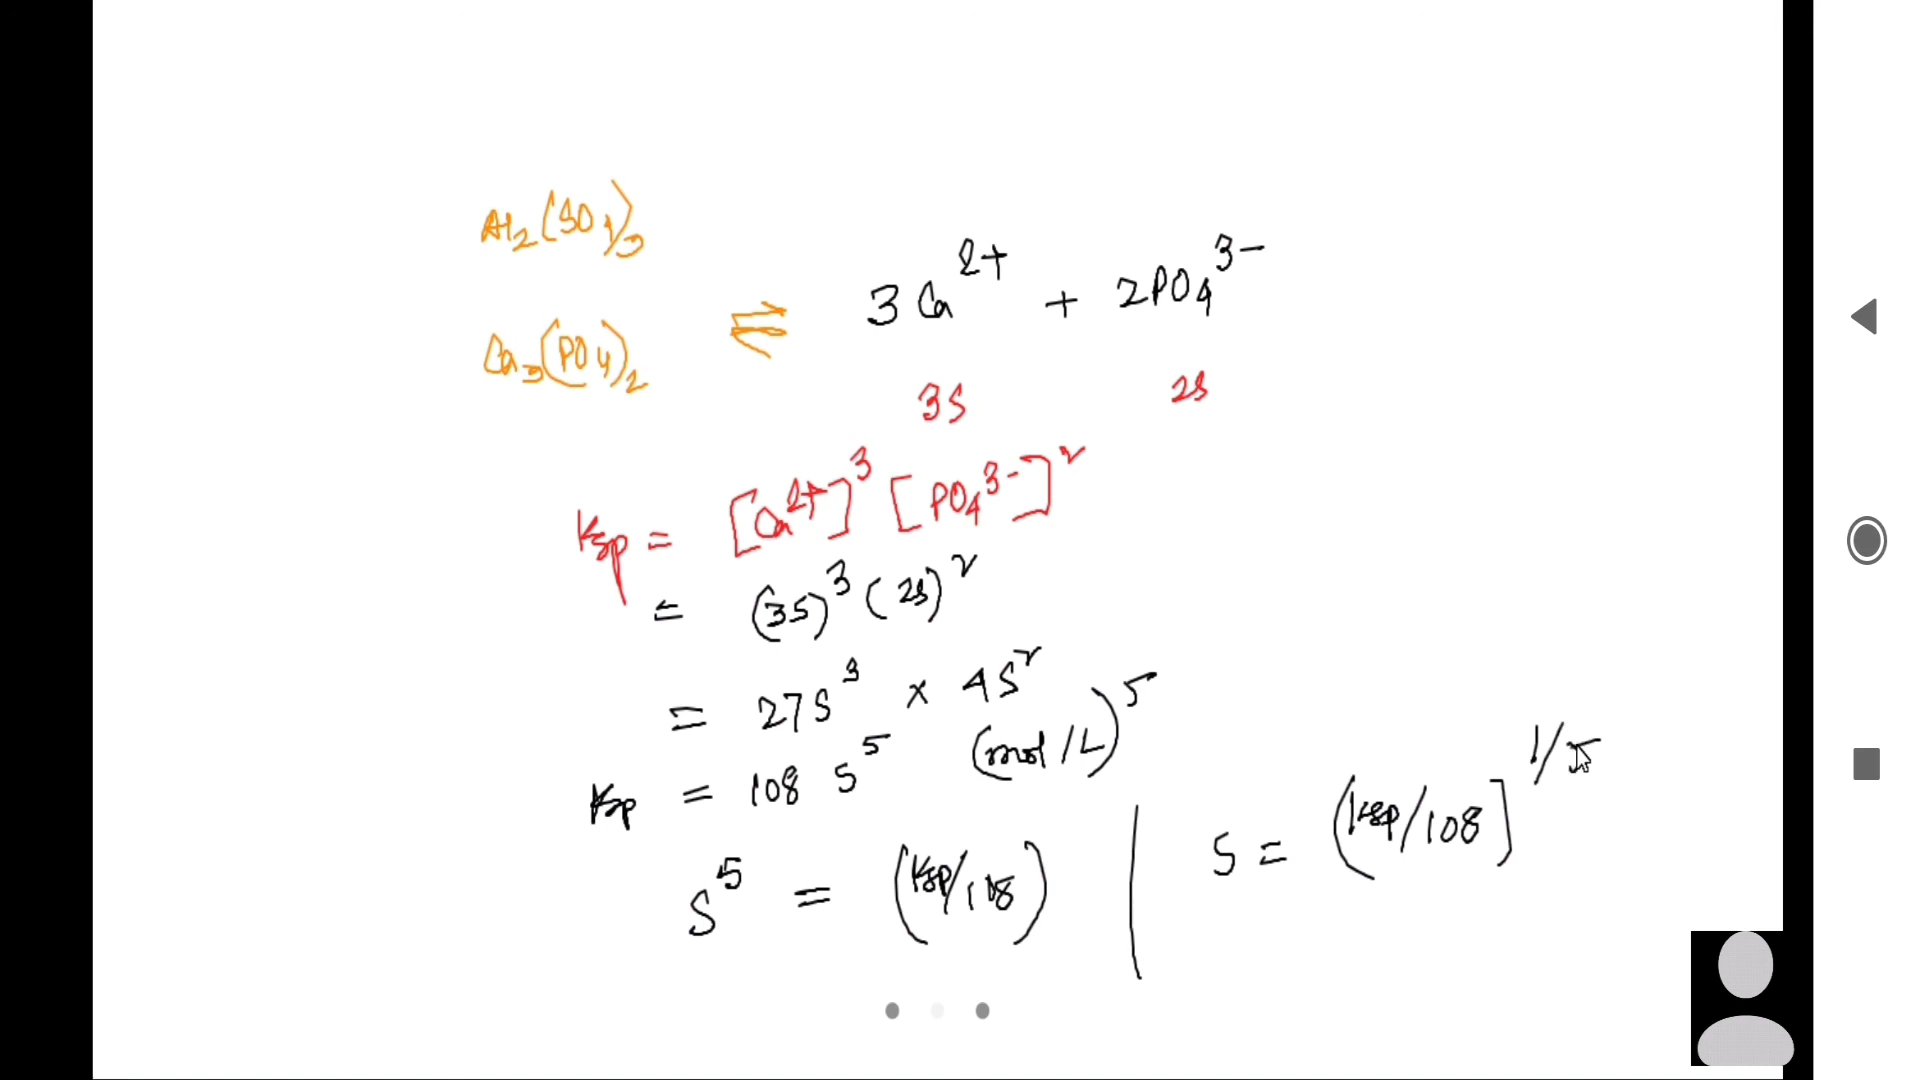 Al₂(SO₄)₃
Ca₃(PO₄)₂ ⇌ 3Ca²⁺ + 2PO₄³⁻
3S 2S
Ksp = [Ca²⁺]³ [PO₄³⁻]²
= (3S)³ (2S)²
= 27S³ × 4S²
Ksp = 108 S⁵ (mol/L)⁵
S⁵ = (Ksp/108) | S = (Ksp/108]^1/5